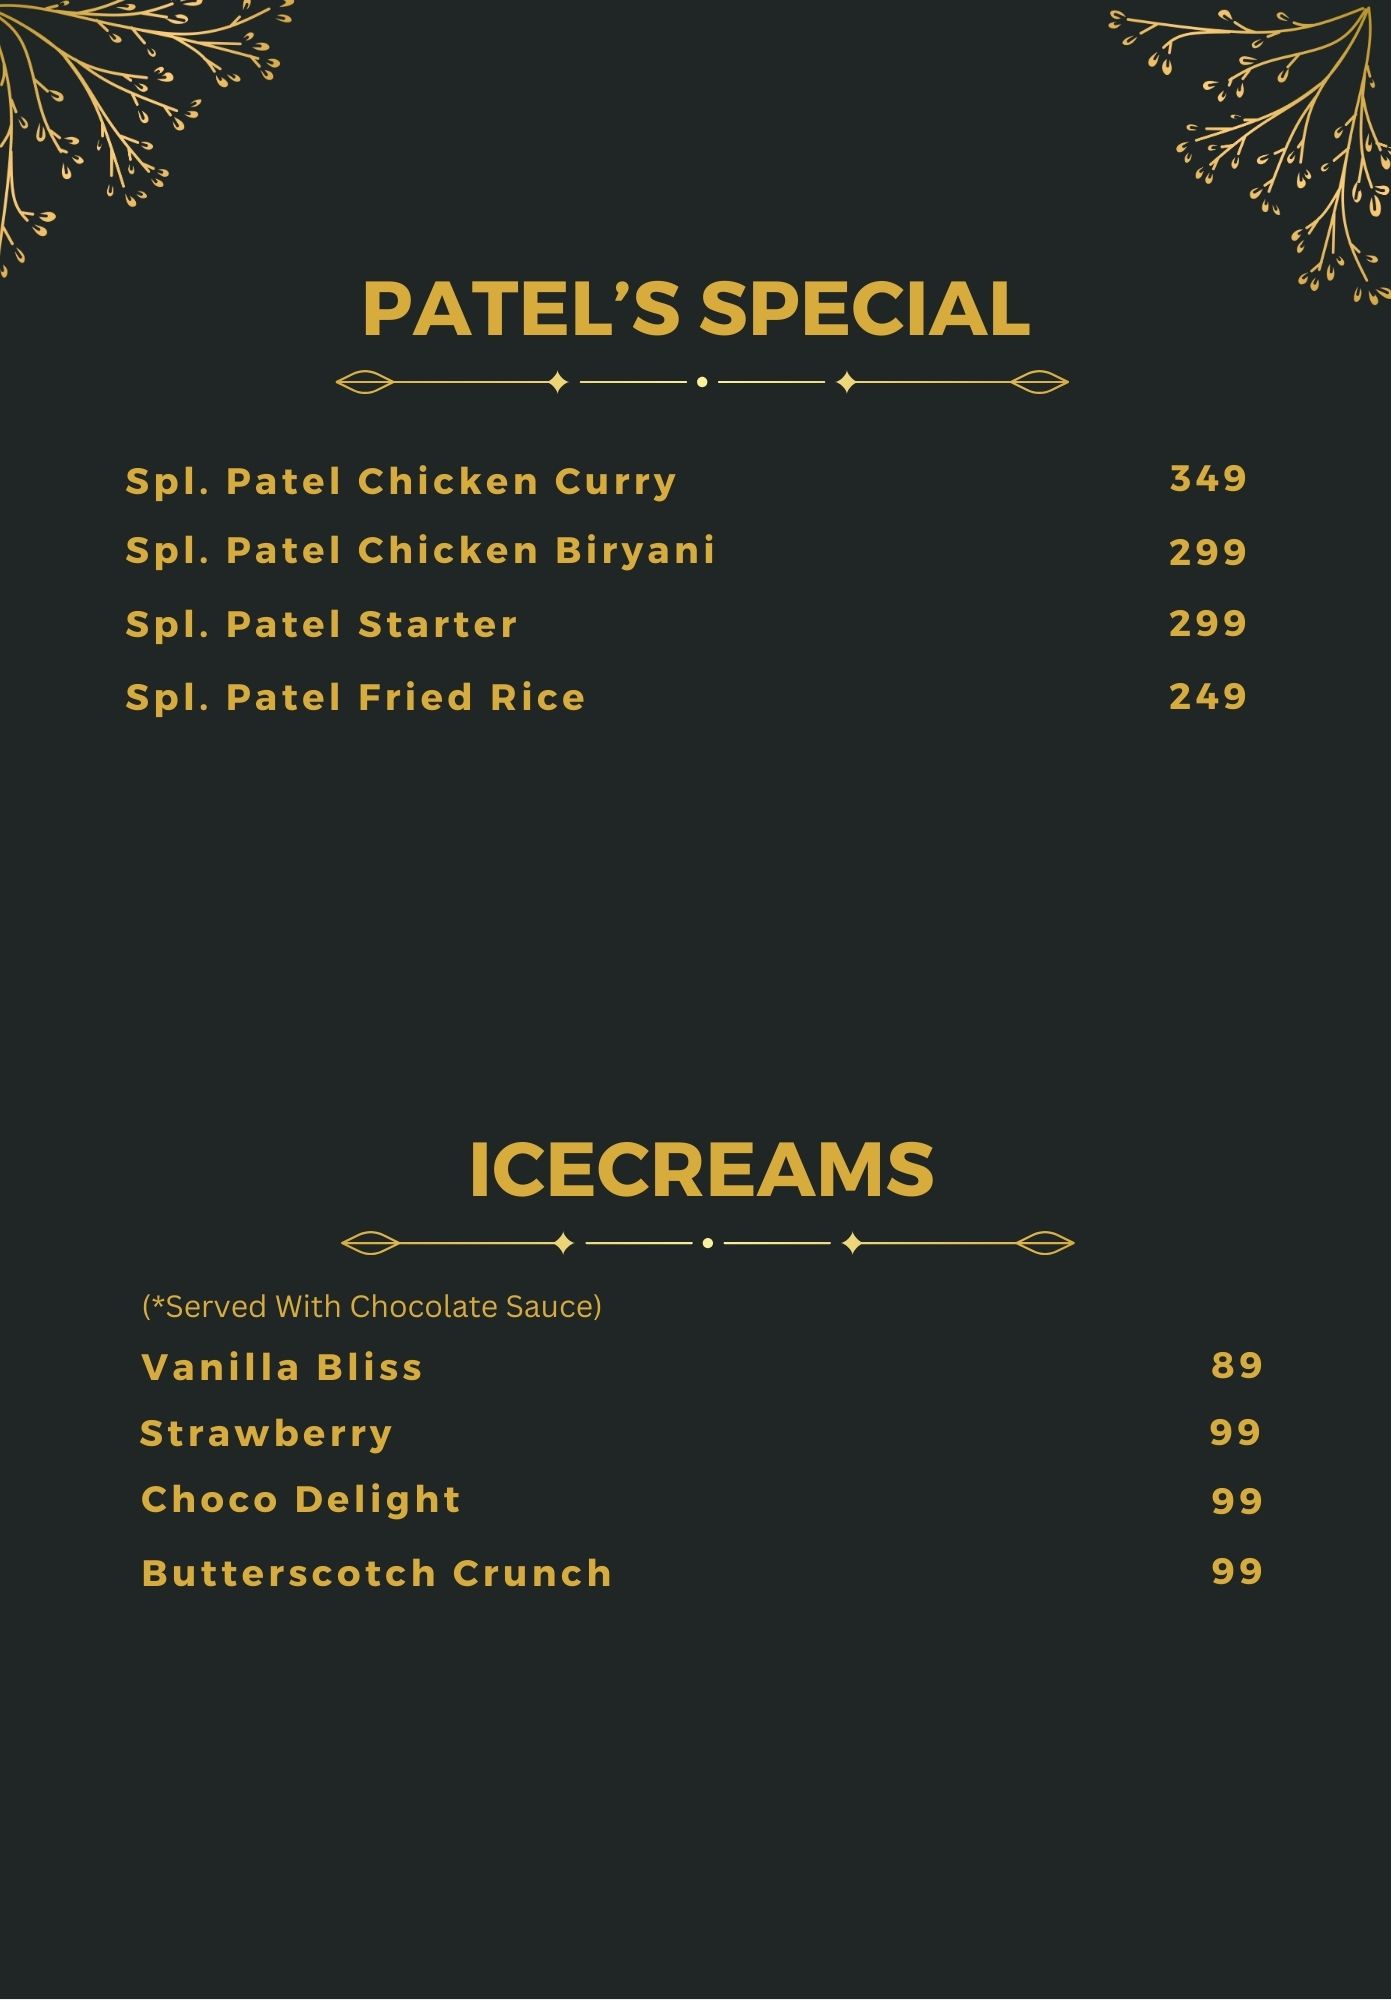 PATEL’S SPECIAL
Spl. Patel Chicken Curry 349
Spl. Patel Chicken Biryani 299
Spl. Patel Starter 299
Spl. Patel Fried Rice 249
ICECREAMS
(*Served With Chocolate Sauce)
Vanilla Bliss 89
Strawberry 99
Choco Delight 99
Butterscotch Crunch 99